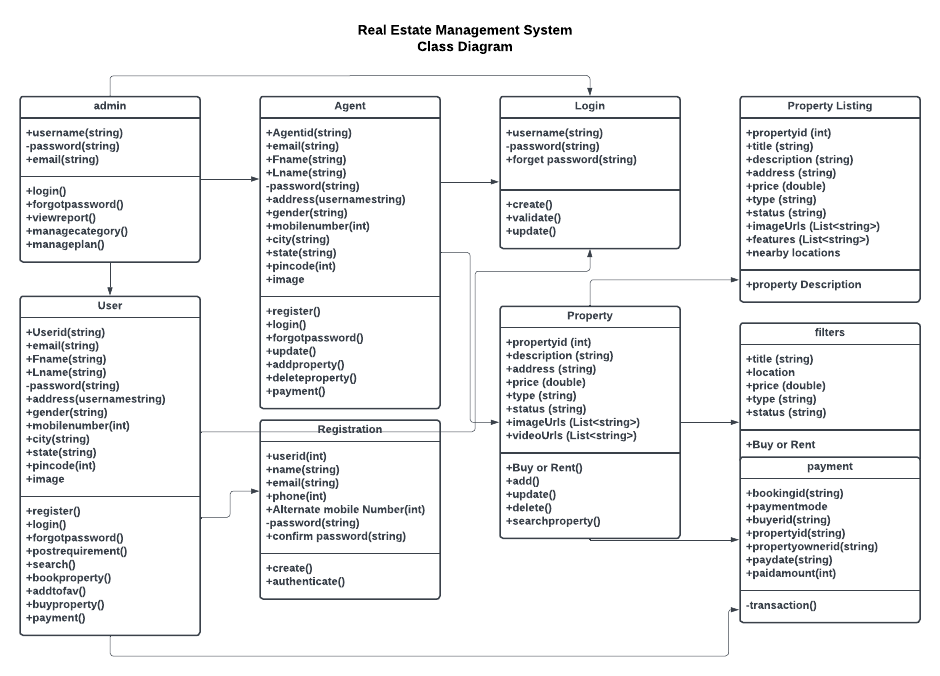 Real Estate Management System
Class Diagram
admin
+username(string)
-password(string)
+email(string)
+login()
+forgotpassword()
+viewreport()
+managecategory()
+manageplan()
User
+Userid(string)
+email(string)
+Fname(string)
+Lname(string)
-password(string)
+address(usernamestring)
+gender(string)
+mobilenumber(int)
+city(string)
+state(string)
+pincode(int)
+image
+register()
+login()
+forgotpassword()
+postrequirement()
+search()
+bookproperty()
+addtofav()
+buyproperty()
+payment()
Agent
+Agentid(string)
+email(string)
+Fname(string)
+Lname(string)
-password(string)
+address(usernamestring)
+gender(string)
+mobilenumber(int)
+city(string)
+state(string)
+pincode(int)
+image
+register()
+login()
+forgotpassword()
+update()
+addproperty()
+deleteproperty()
+payment()
Registration
+userid(int)
+name(string)
+email(string)
+phone(int)
+Alternate mobile Number(int)
-password(string)
+confirm password(string)
+create()
+authenticate()
Login
+username(string)
-password(string)
+forget password(string)
+create()
+validate()
+update()
Property
+propertyid (int)
+description (string)
+address (string)
+price (double)
+type (string)
+status (string)
+imageUrls (List<string>)
+videoUrls (List<string>)
+Buy or Rent()
+add()
+update()
+delete()
+searchproperty()
Property Listing
+propertyid (int)
+title (string)
+description (string)
+address (string)
+price (double)
+type (string)
+status (string)
+imageUrls (List<string>)
+features (List<string>)
+nearby locations
+property Description
filters
+title (string)
+location
+price (double)
+type (string)
+status (string)
+Buy or Rent
payment
+bookingid(string)
+paymentmode
+buyerid(string)
+propertyid(string)
+propertyownerid(string)
+paydate(string)
+paidamount(int)
-transaction()